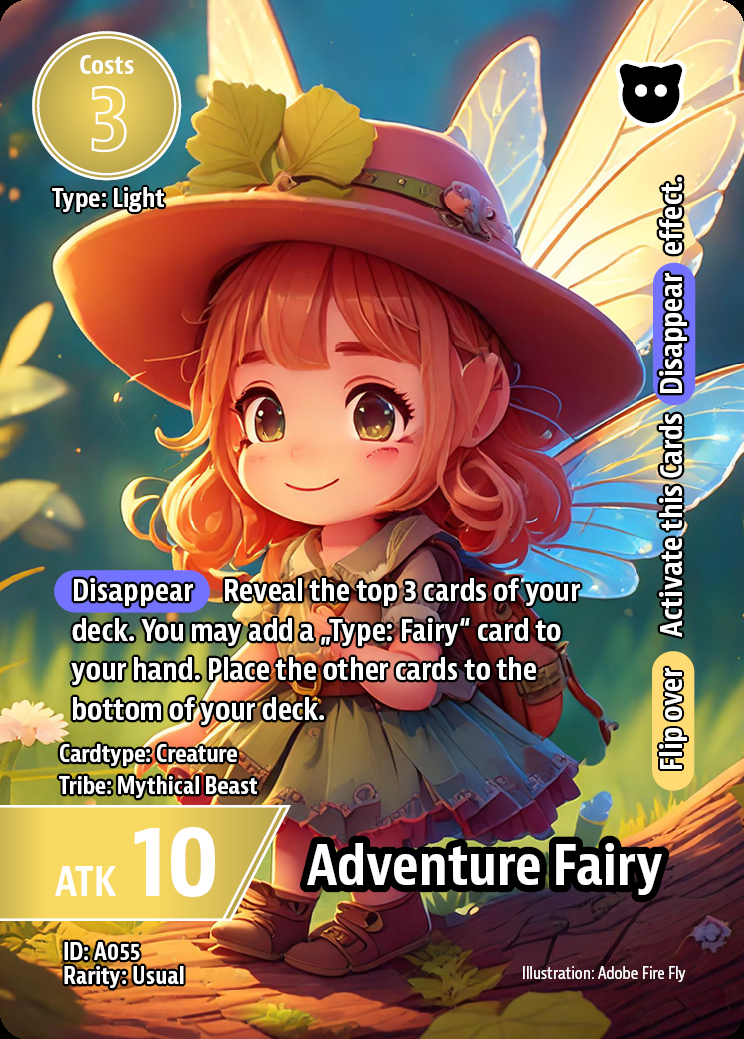 Costs
3
Type: Light
Flip over Activate this Cards Disappear effect.
Disappear Reveal the top 3 cards of your
deck. You may add a „Type: Fairy“ card to
your hand. Place the other cards to the
bottom of your deck.
Cardtype: Creature
Tribe: Mythical Beast
ATK 10
Adventure Fairy
ID: A055
Rarity: Usual
Illustration: Adobe Fire Fly